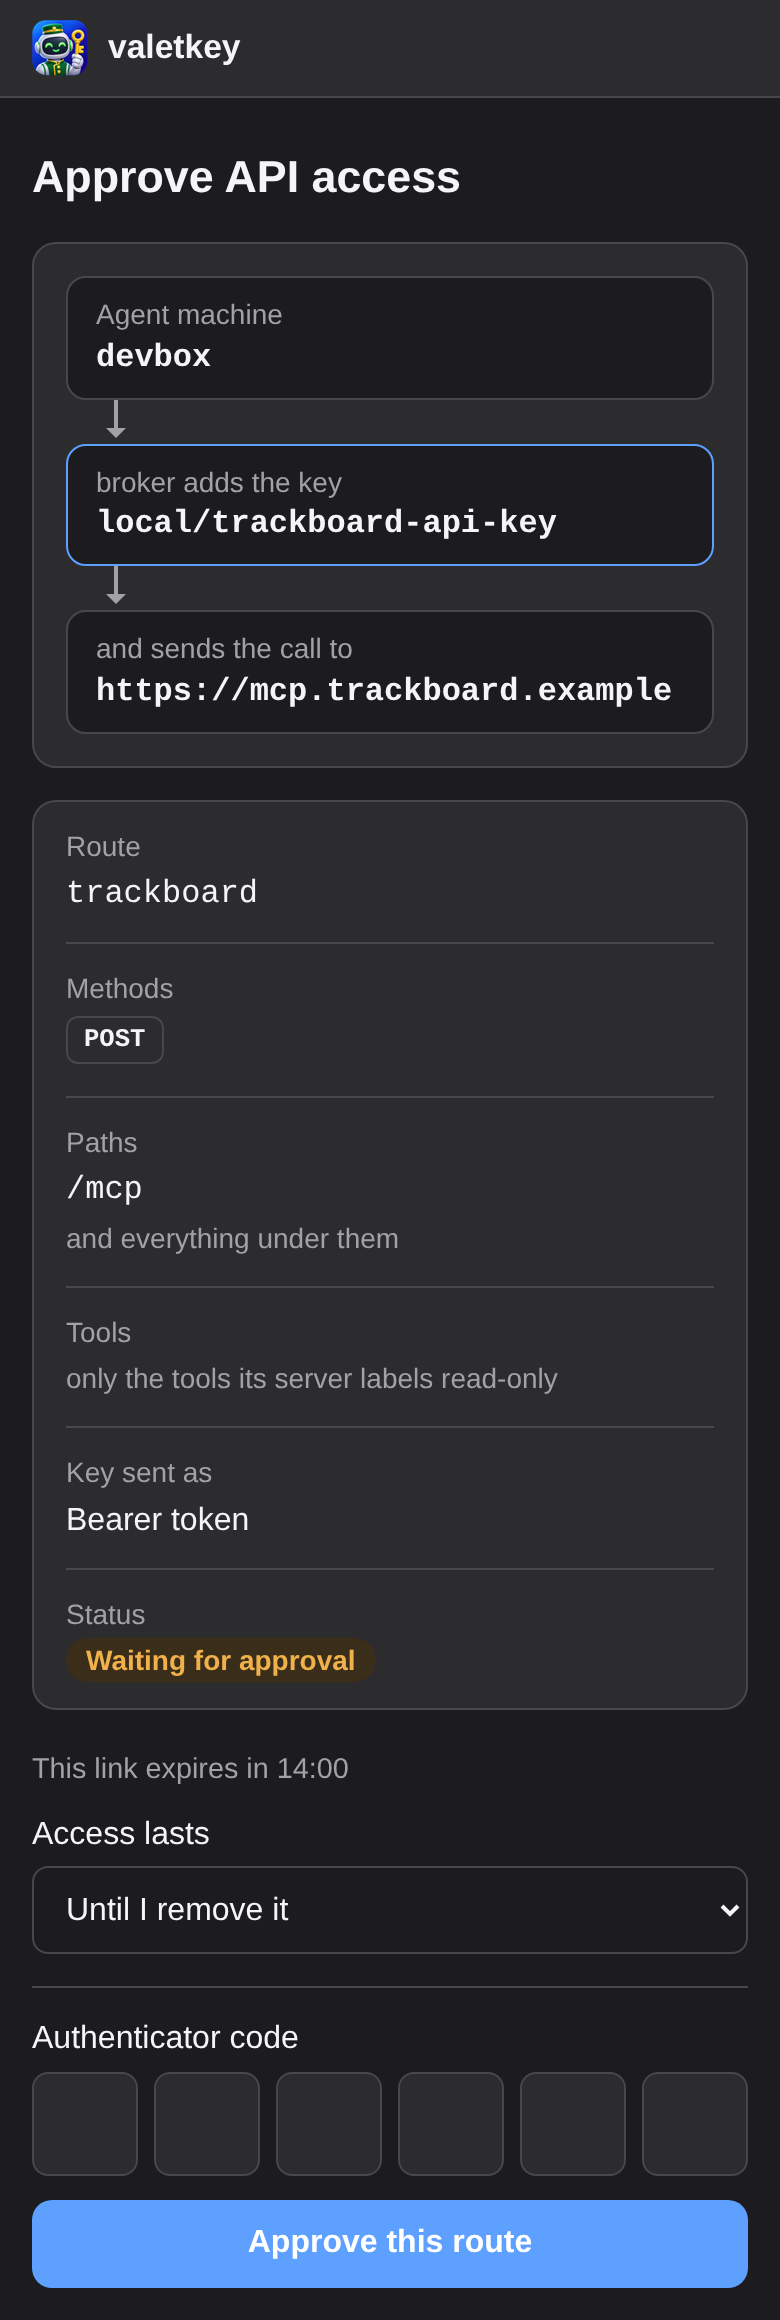 valetkey
Approve API access
Agent machine
devbox
broker adds the key
local/trackboard-api-key
and sends the call to
https://mcp.trackboard.example
Route
trackboard
Methods
POST
Paths
/mcp
and everything under them
Tools
only the tools its server labels read-only
Key sent as
Bearer token
Status
Waiting for approval
This link expires in 14:00
Access lasts
Until I remove it
Authenticator code
Approve this route